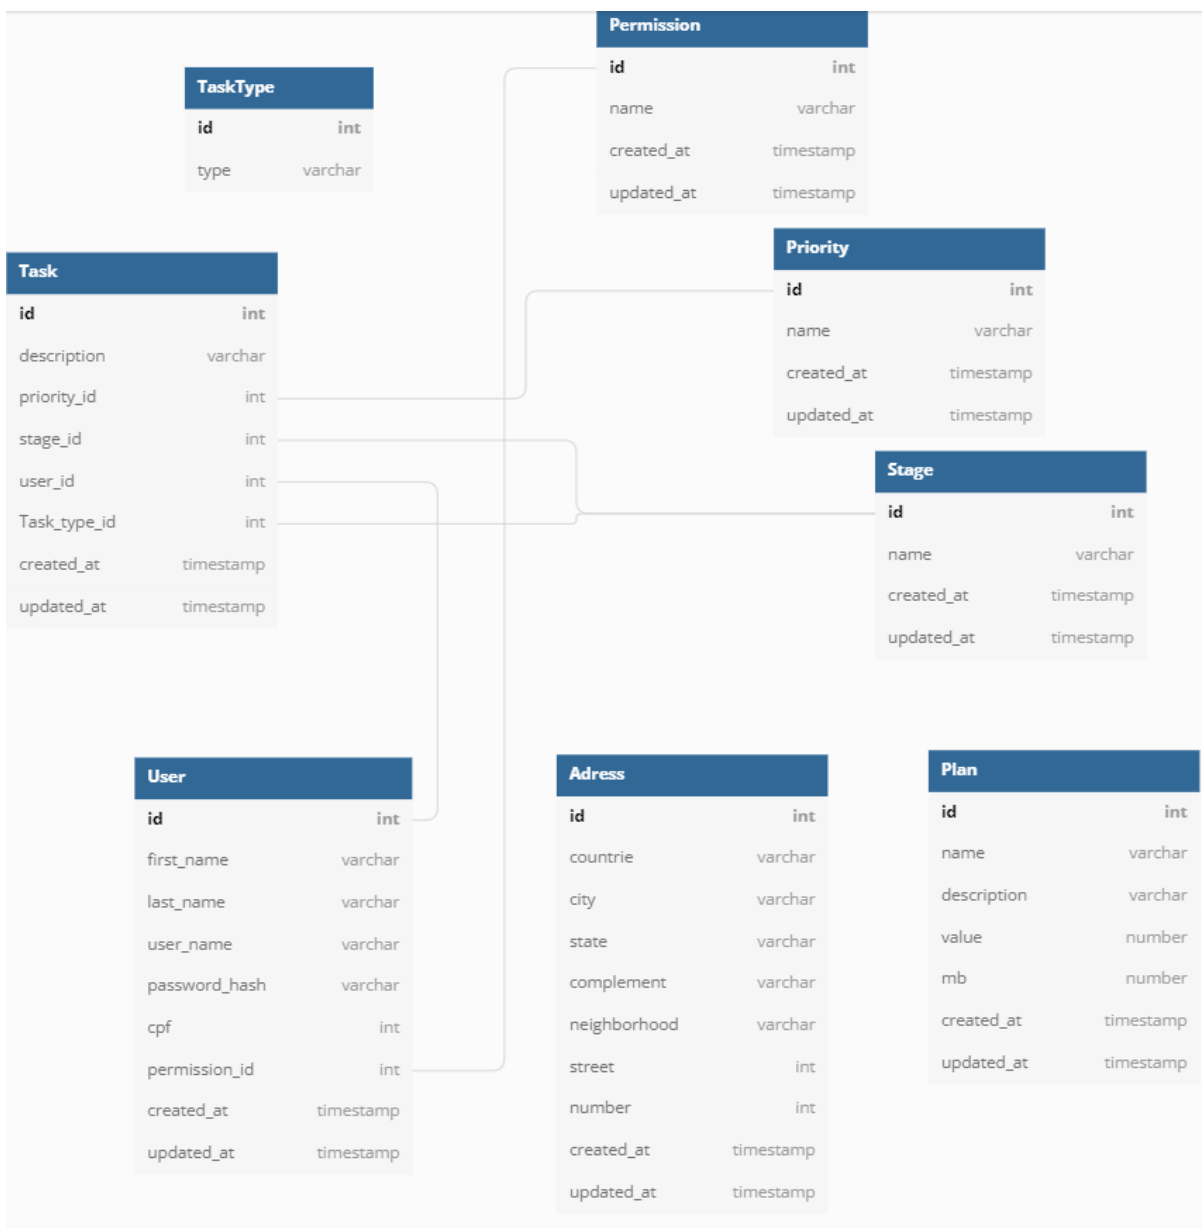 Permission
id int
name varchar
created_at timestamp
updated_at timestamp
TaskType
id int
type varchar
Priority
id int
name varchar
created_at timestamp
updated_at timestamp
Task
id int
description varchar
priority_id int
stage_id int
user_id int
Task_type_id int
created_at timestamp
updated_at timestamp
Stage
id int
name varchar
created_at timestamp
updated_at timestamp
User
id int
first_name varchar
last_name varchar
user_name varchar
password_hash varchar
cpf int
permission_id int
created_at timestamp
updated_at timestamp
Adress
id int
countrie varchar
city varchar
state varchar
complement varchar
neighborhood varchar
street int
number int
created_at timestamp
updated_at timestamp
Plan
id int
name varchar
description varchar
value number
mb number
created_at timestamp
updated_at timestamp